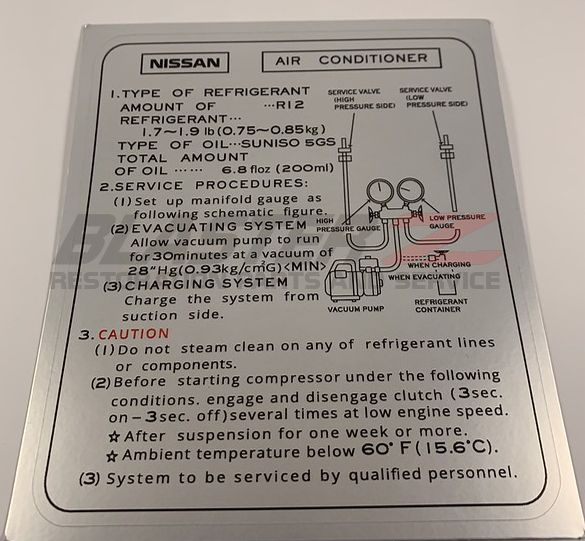 NISSAN
AIR CONDITIONER
1.TYPE OF REFRIGERANT
AMOUNT OF ···R12
REFRIGERANT···
1.7~1.9 lb (0.75~0.85kg)
TYPE OF OIL···SUNISO 5GS
TOTAL AMOUNT
OF OIL ··· ··· 6.8 floz (200ml)
2.SERVICE PROCEDURES:
(1)Set up manifold gauge as
following schematic figure.
(2)EVACUATING SYSTEM
Allow vacuum pump to run
for 30minutes at a vacuum of
28"Hg(0.93kg/cm²G)<MIN>
(3)CHARGING SYSTEM
Charge the system from
suction side.
SERVICE VALVE
(HIGH
PRESSURE SIDE)
SERVICE VALVE
(LOW
PRESSURE SIDE)
HIGH
PRESSURE GAUGE
LOW PRESSURE
GAUGE
WHEN CHARGING
WHEN EVACUATING
VACUUM PUMP
REFRIGERANT
CONTAINER
3.CAUTION
(1)Do not steam clean on any of refrigerant lines
or components.
(2)Before starting compressor under the following
conditions. engage and disengage clutch (3sec.
on-3sec. off)several times at low engine speed.
☆After suspension for one week or more.
☆Ambient temperature below 60°F(15.6°C).
(3)System to be serviced by qualified personnel.